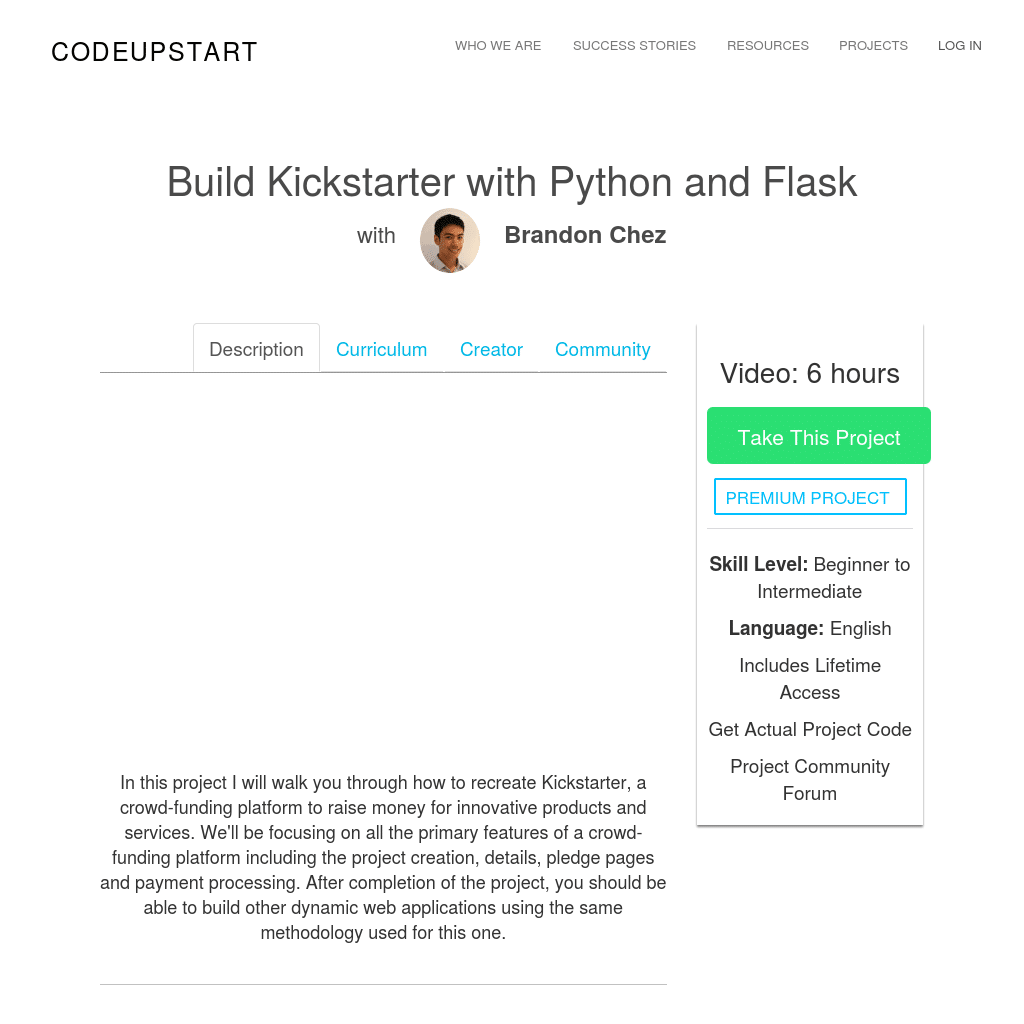 CODEUPSTART
WHO WE ARE
SUCCESS STORIES
RESOURCES
PROJECTS
LOG IN
Build Kickstarter with Python and Flask
with
Brandon Chez
Description
Curriculum
Creator
Community
Video: 6 hours
Take This Project
PREMIUM PROJECT
Skill Level: Beginner to
Intermediate
Language: English
Includes Lifetime
Access
Get Actual Project Code
Project Community
Forum
In this project I will walk you through how to recreate Kickstarter, a
crowd-funding platform to raise money for innovative products and
services. We'll be focusing on all the primary features of a crowd-
funding platform including the project creation, details, pledge pages
and payment processing. After completion of the project, you should be
able to build other dynamic web applications using the same
methodology used for this one.